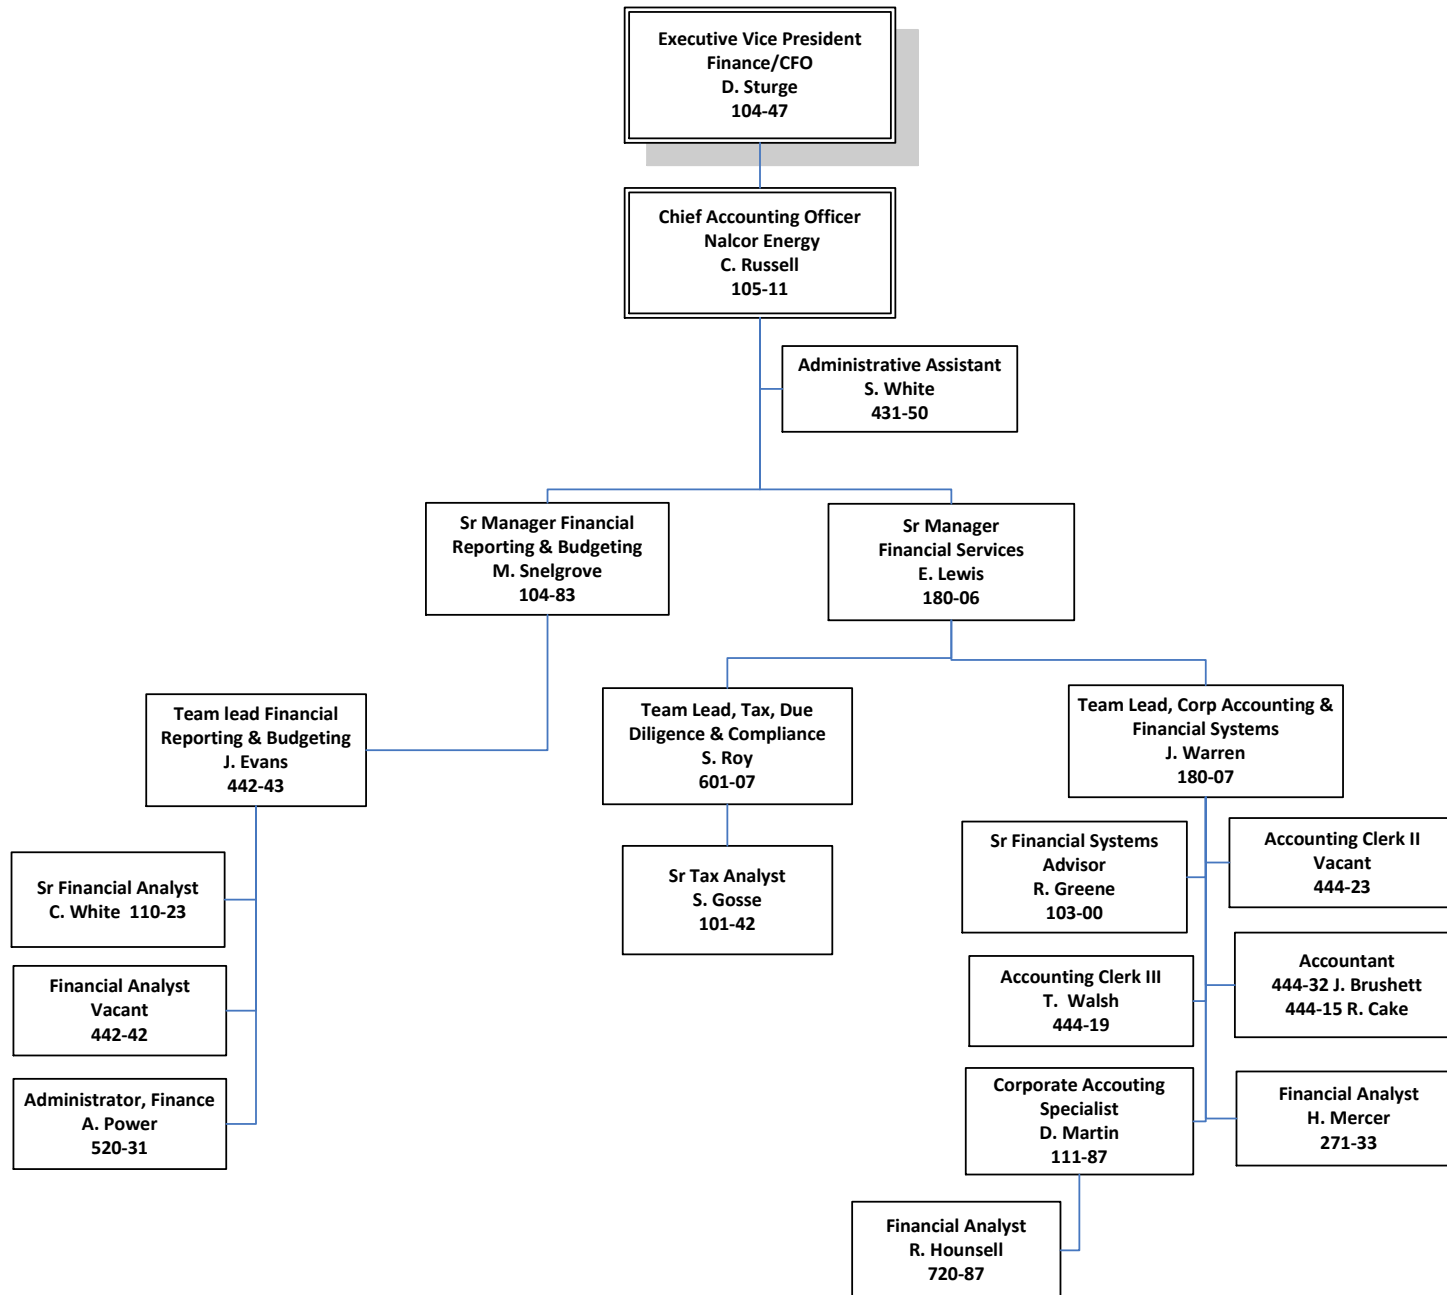 Executive Vice President
Finance/CFO
D. Sturge
104-47
Chief Accounting Officer
Nalcor Energy
C. Russell
105-11
Administrative Assistant
S. White
431-50
Sr Manager Financial
Reporting & Budgeting
M. Snelgrove
104-83
Sr Manager
Financial Services
E. Lewis
180-06
Team lead Financial
Reporting & Budgeting
J. Evans
442-43
Team Lead, Tax, Due
Diligence & Compliance
S. Roy
601-07
Team Lead, Corp Accounting &
Financial Systems
J. Warren
180-07
Sr Financial Analyst
C. White  110-23
Financial Analyst
Vacant
442-42
Administrator, Finance
A. Power
520-31
Sr Tax Analyst
S. Gosse
101-42
Sr Financial Systems
Advisor
R. Greene
103-00
Accounting Clerk II
Vacant
444-23
Accounting Clerk III
T.  Walsh
444-19
Accountant
444-32 J. Brushett
444-15 R. Cake
Corporate Accouting
Specialist
D. Martin
111-87
Financial Analyst
H. Mercer
271-33
Financial Analyst
R. Hounsell
720-87